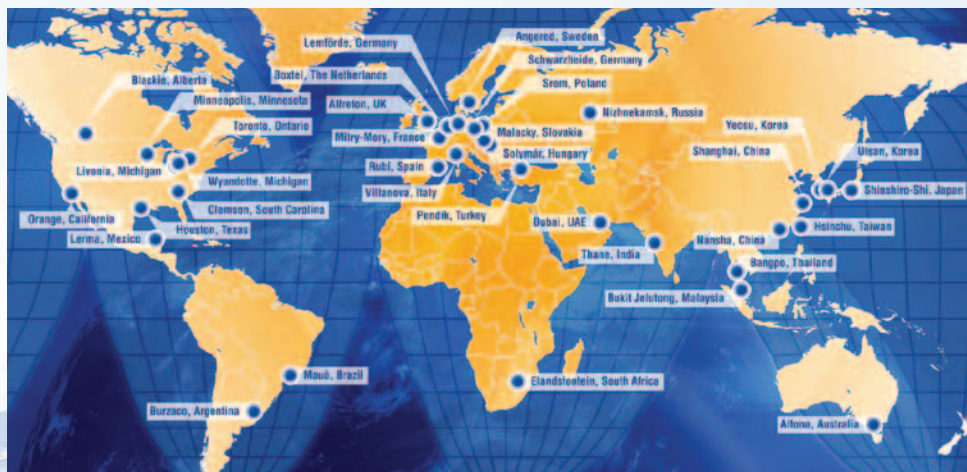 Lemförde, Germany
Angered, Sweden
Schwarzheide, Germany
Boxtel, The Netherlands
Srem, Poland
Blackie, Alberta
Minneapolis, Minnesota
Alfreton, UK
Nizhnekamsk, Russia
Toronto, Ontario
Yocsu, Korea
Mitry-Mory, France
Malacky, Slovakia
Shanghai, China
Ulsan, Korea
Solymár, Hungary
Livonia, Michigan
Rubí, Spain
Wyandotte, Michigan
Shinshiro-Shi, Japan
Villanova, Italy
Clemson, South Carolina
Pendik, Turkey
Dubai, UAE
Orange, California
Houston, Texas
Hsinchu, Taiwan
Lerma, Mexico
Nansha, China
Thane, India
Bangpo, Thailand
Bukit Jelutong, Malaysia
Mauà, Brazil
Elandsfontein, South Africa
Burzaco, Argentina
Altona, Australia